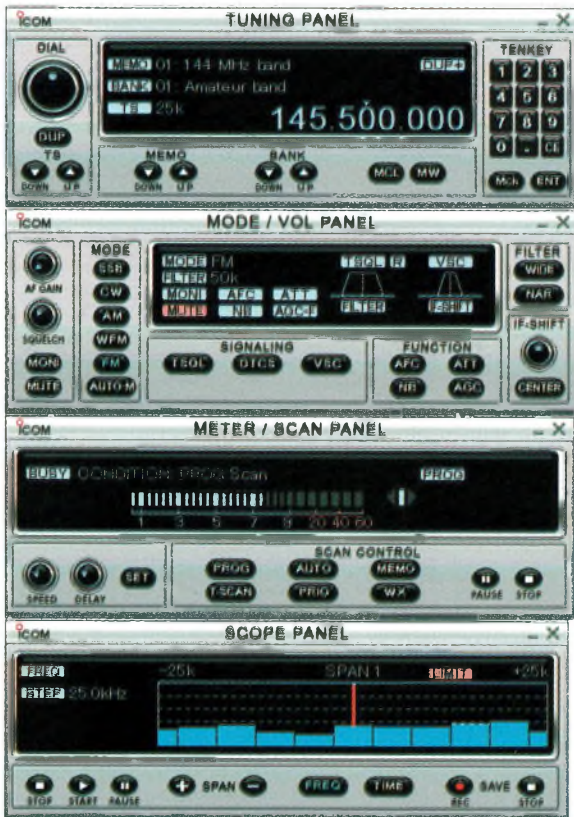 ICOM TUNING PANEL
DIAL
DUP
TS
DOWN UP
MEMO 01: 144 MHz band DUP+
BANK 01: Amateur band
TS 25k
145.500.000
MEMO BANK
DOWN UP DOWN UP
MCL MW
TENKEY
1 2 3
4 5 6
7 8 9
0 . CE
MCh ENT
ICOM MODE / VOL PANEL
AF GAIN
SQUELCH
MONI
MUTE
MODE
SSB
CW
AM
WFM
FM
AUTO M
MODE FM TSQL R VSC
FILTER 50k
MONI AFC ATT
MUTE NB AGC-F FILTER IF-SHIFT
SIGNALING
TSQL DTCS VSC
FUNCTION
AFC ATT
NB AGC
FILTER
WIDE
NAR
IF-SHIFT
CENTER
ICOM METER / SCAN PANEL
BUSY CONDITION: PROG Scan PROG
1 3 5 7 9 20 40 60
SPEED DELAY SET
SCAN CONTROL
PROG AUTO MEMO
T-SCAN PRIO WX
PAUSE STOP
ICOM SCOPE PANEL
FREQ -25k SPAN 1 LIMIT +25k
STEP 25.0kHz
STOP START PAUSE
SPAN
FREQ TIME
REC SAVE STOP